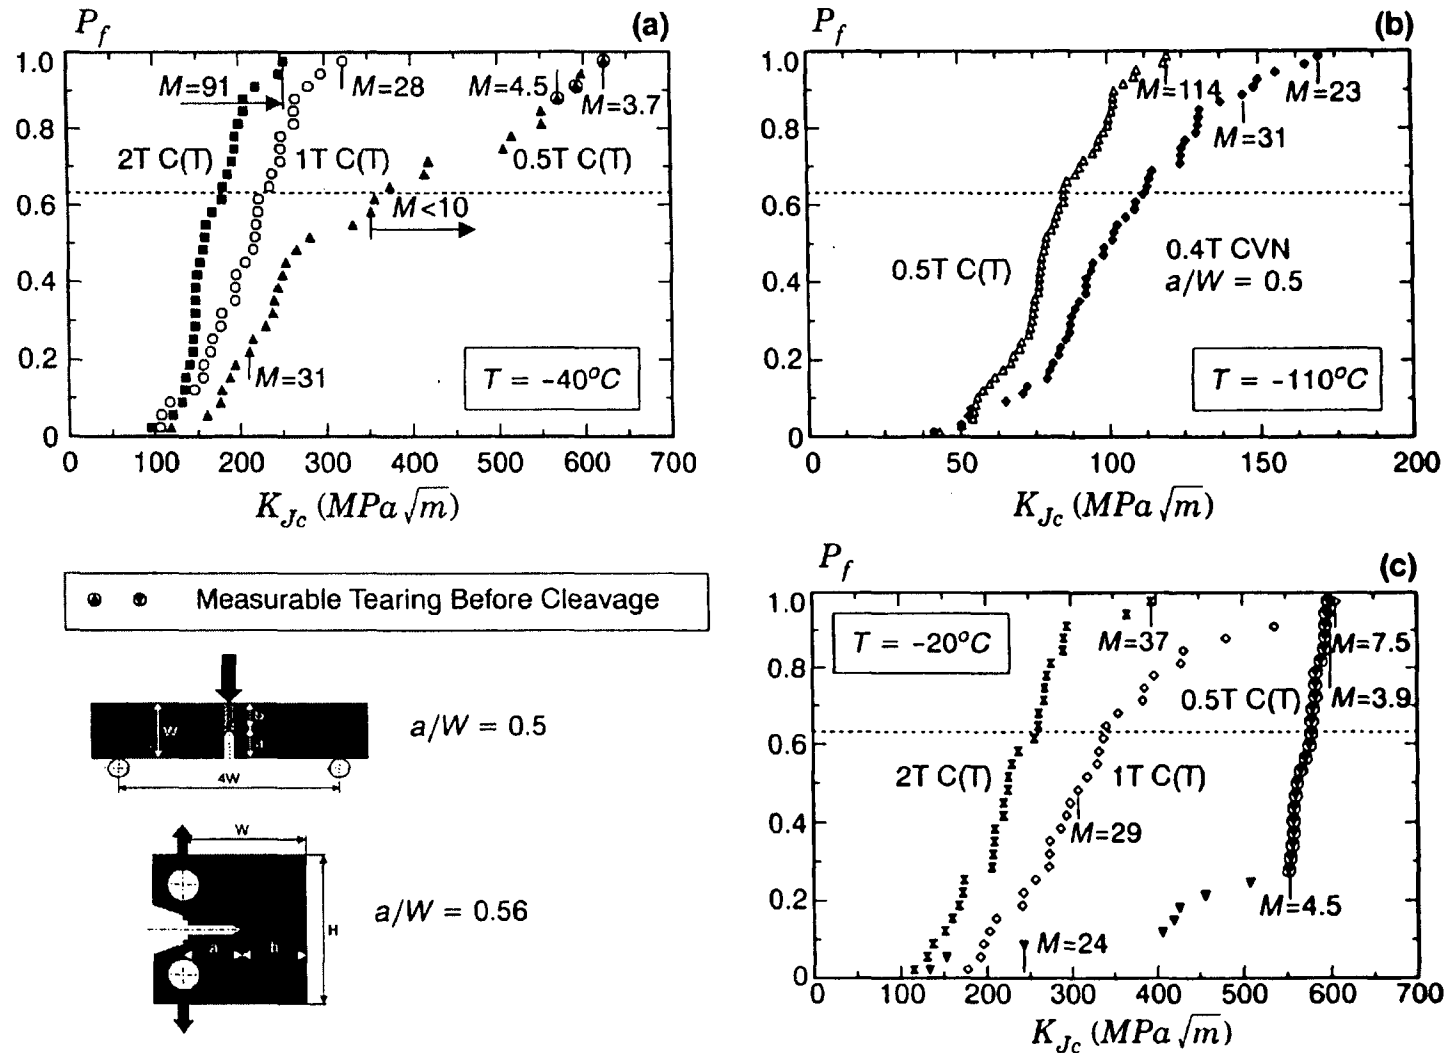 P_f (a)
1.0
0.8
0.6
0.4
0.2
0
M=91
M=28
M=4.5
M=3.7
2T C(T)
1T C(T)
0.5T C(T)
M<10
M=31
T = -40°C
0 100 200 300 400 500 600 700
K_Jc (MPa √m)
P_f (b)
1.0
0.8
0.6
0.4
0.2
0
M=114
M=23
M=31
0.5T C(T)
0.4T CVN
a/W = 0.5
T = -110°C
0 50 100 150 200
K_Jc (MPa √m)
Measurable Tearing Before Cleavage
W
a
4W
a/W = 0.5
W
a
b
H
a/W = 0.56
P_f (c)
1.0
0.8
0.6
0.4
0.2
0
T = -20°C
M=37
M=7.5
0.5T C(T)
M=3.9
2T C(T)
1T C(T)
M=29
M=4.5
M=24
0 100 200 300 400 500 600 700
K_Jc (MPa √m)